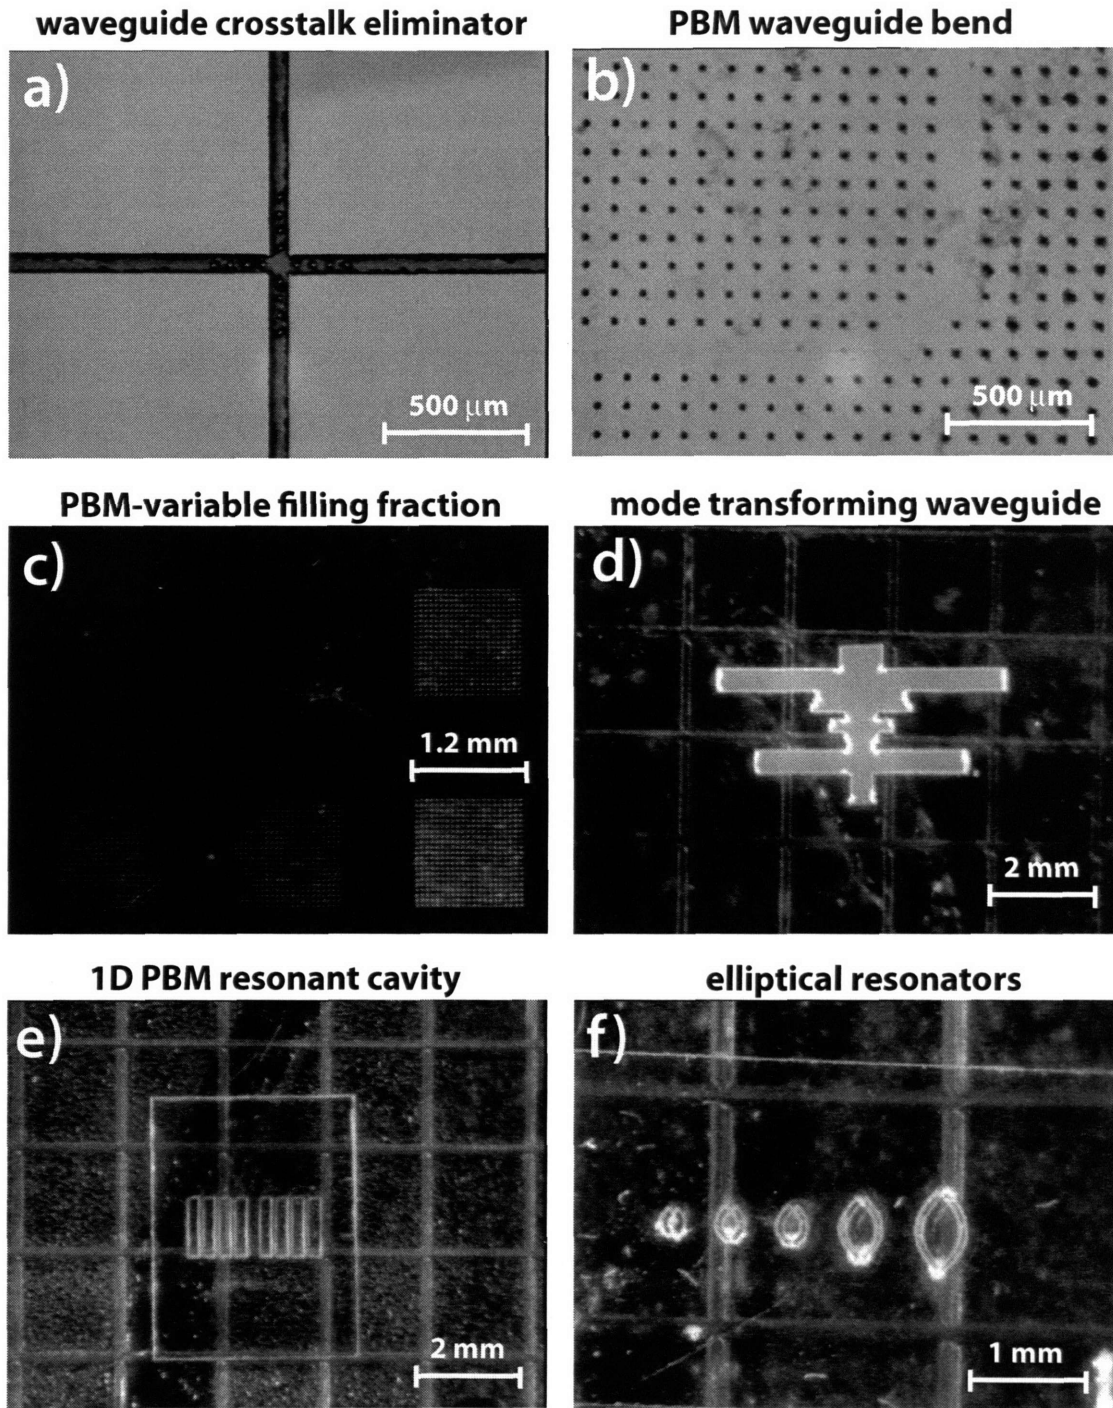 waveguide crosstalk eliminator
PBM waveguide bend
a)
b)
500 µm
500 µm
PBM-variable filling fraction
mode transforming waveguide
c)
d)
1.2 mm
2 mm
1D PBM resonant cavity
elliptical resonators
e)
f)
2 mm
1 mm